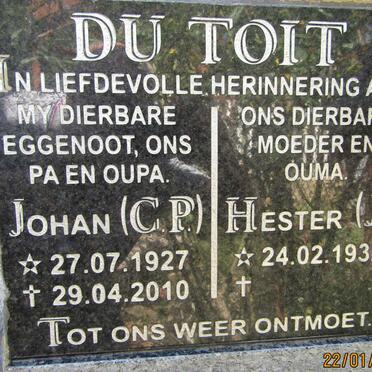 DU TOIT
IN LIEFDEVOLLE HERINNERING A
MY DIERBARE
EGGENOOT, ONS
PA EN OUPA.
JOHAN (C.P.)
☆ 27.07.1927
† 29.04.2010
ONS DIERBAR
MOEDER EN
OUMA.
HESTER (
☆ 24.02.193
†
TOT ONS WEER ONTMOET.
22/01/